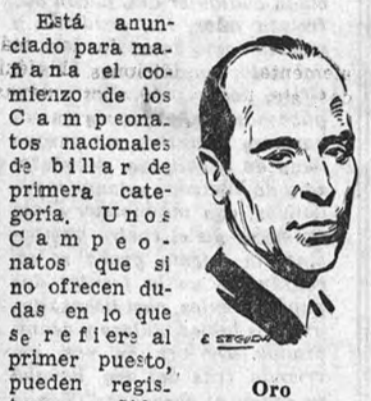 Está anun-
ciado para ma-
ñana el co-
mienzo de los
Campeona-
tos nacionales
de billar de
primera cate-
goría. Unos
Campeo-
natos que si
no ofrecen du-
das en lo que
se refiere al
primer puesto,
pueden regis-
Oro